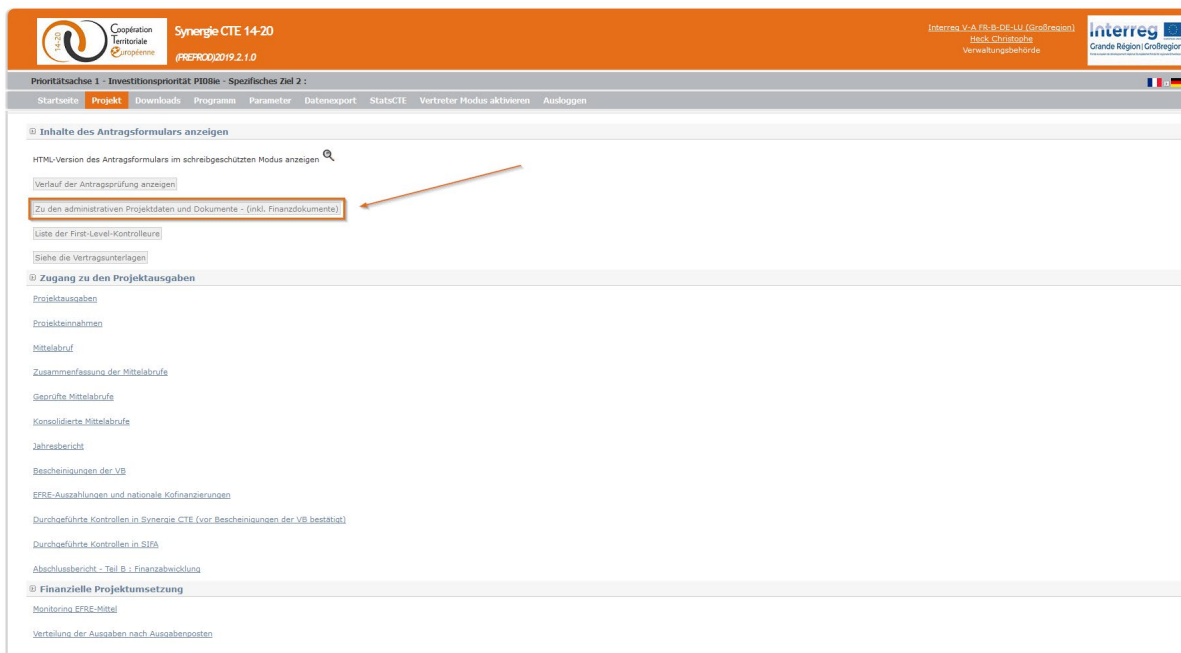 14-20
Coopération
Territoriale
Européenne
Synergie CTE 14-20
(PREPROD)2019.2.1.0
Interreg V-A FR-B-DE-LU (Großregion)
Heck Christophe
Verwaltungsbehörde
Interreg
Grande Région | Großregion
Prioritätsachse 1 - Investitionspriorität PI08ie - Spezifisches Ziel 2 :
Startseite Projekt Downloads Programm Parameter Datenexport StatsCTE Vertreter Modus aktivieren Ausloggen
Inhalte des Antragsformulars anzeigen
HTML-Version des Antragsformulars im schreibgeschützten Modus anzeigen
Verlauf der Antragsprüfung anzeigen
Zu den administrativen Projektdaten und Dokumente - (inkl. Finanzdokumente)
Liste der First-Level-Kontrolleure
Siehe die Vertragsunterlagen
Zugang zu den Projektausgaben
Projektausgaben
Projekteinnahmen
Mittelabruf
Zusammenfassung der Mittelabrufe
Geprüfte Mittelabrufe
Konsolidierte Mittelabrufe
Jahresbericht
Bescheinigungen der VB
EFRE-Auszahlungen und nationale Kofinanzierungen
Durchgeführte Kontrollen in Synergie CTE (vor Bescheinigungen der VB bestätigt)
Durchgeführte Kontrollen in SIFA
Abschlussbericht - Teil B : Finanzabwicklung
Finanzielle Projektumsetzung
Monitoring EFRE-Mittel
Verteilung der Ausgaben nach Ausgabenposten